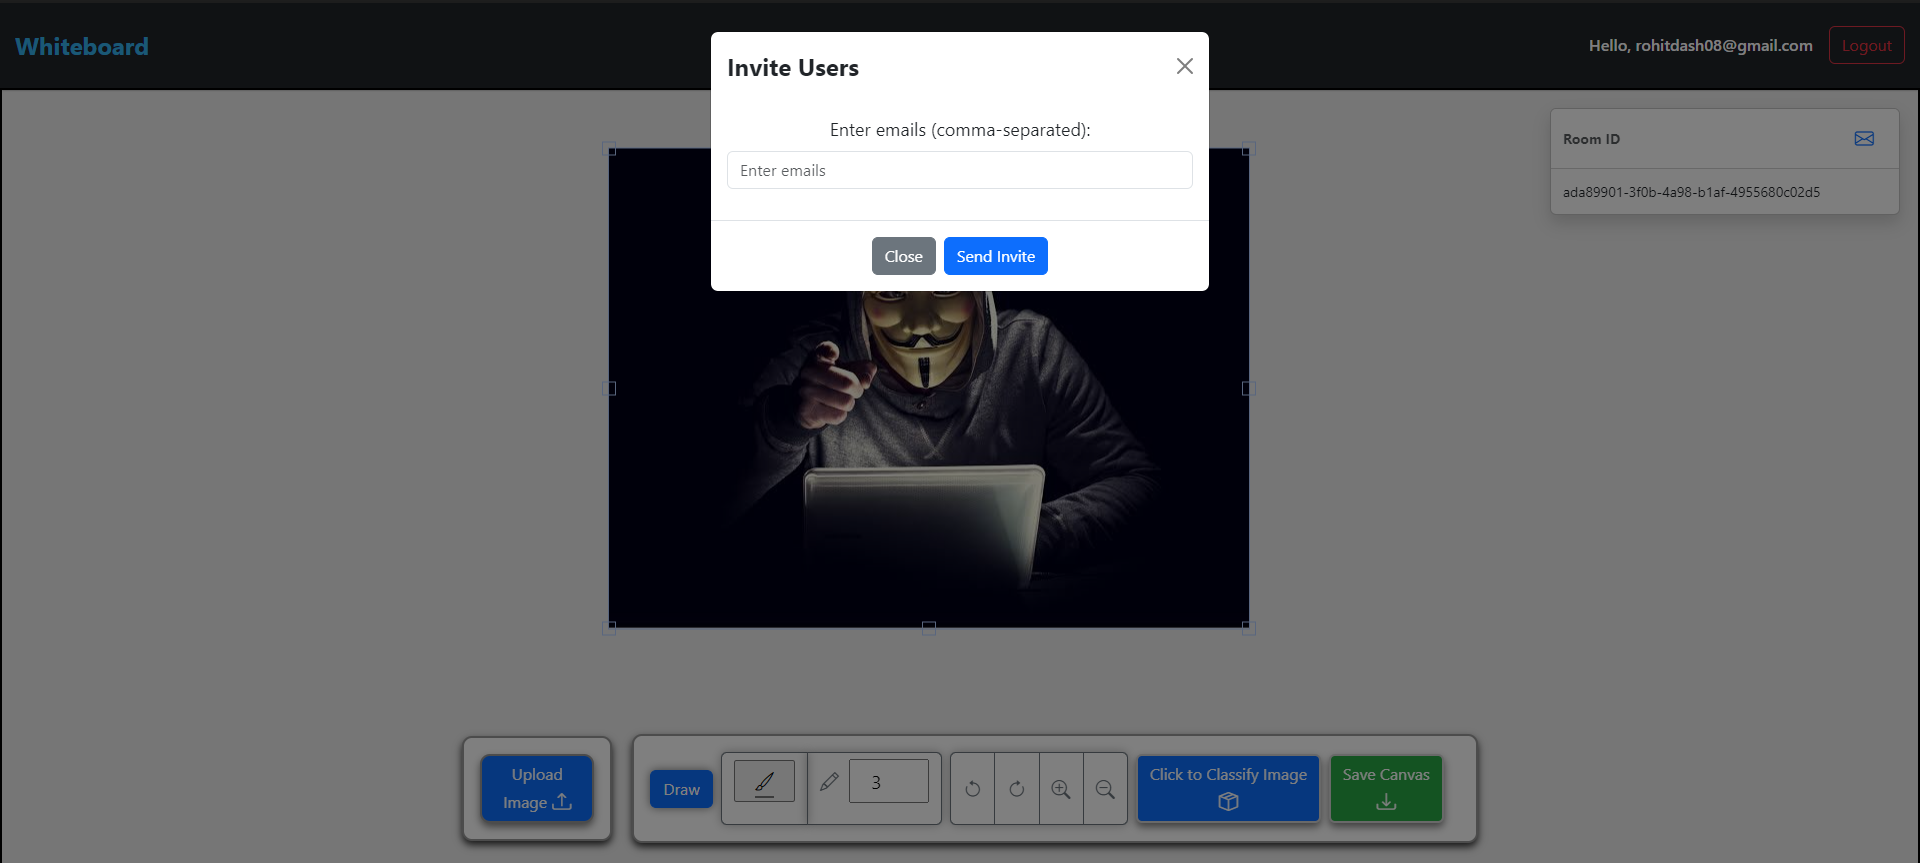 Whiteboard
Hello, rohitdash08@gmail.com
Logout
Invite Users
Enter emails (comma-separated):
Enter emails
Close
Send Invite
Room ID
ada89901-3f0b-4a98-b1af-4955680c02d5
Upload
Image
Draw
3
Click to Classify Image
Save Canvas